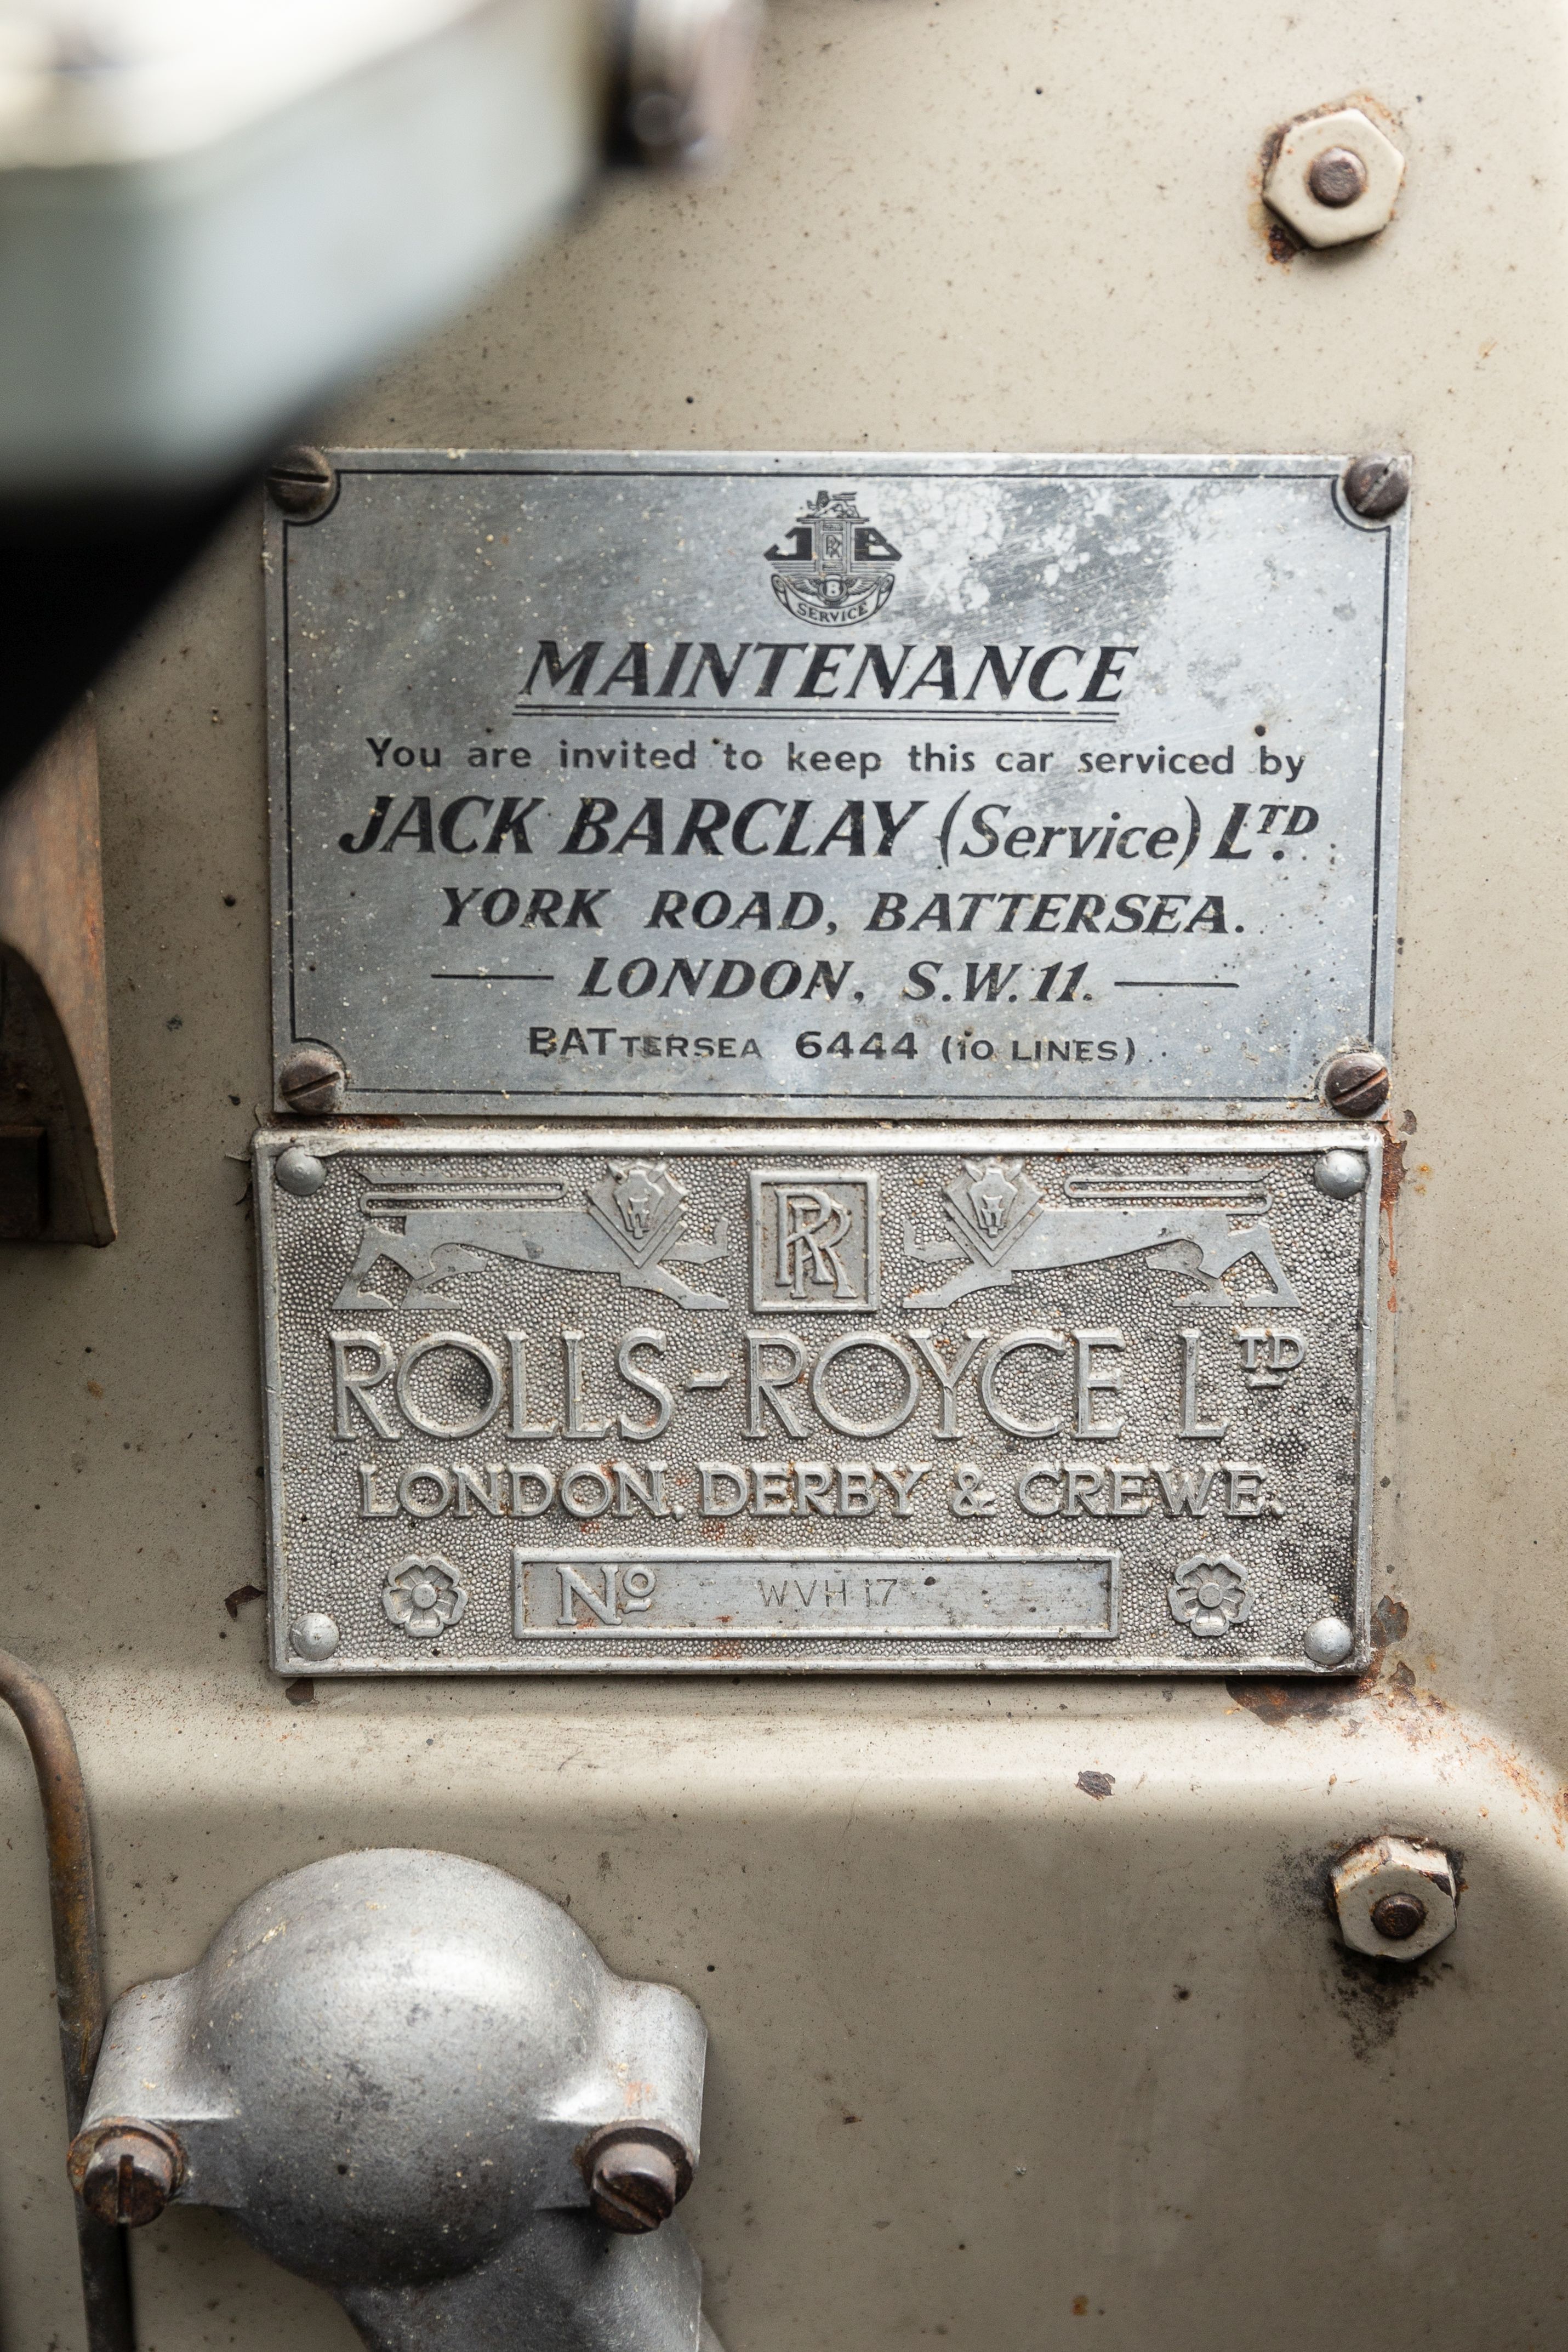 J B
RR
B
SERVICE
MAINTENANCE
You are invited to keep this car serviced by
JACK BARCLAY (Service) LTD.
YORK ROAD, BATTERSEA.
— LONDON, S.W.11. —
BATTERSEA 6444 (10 LINES)
RR
ROLLS-ROYCE LTD
LONDON, DERBY & CREWE.
No WVH 17